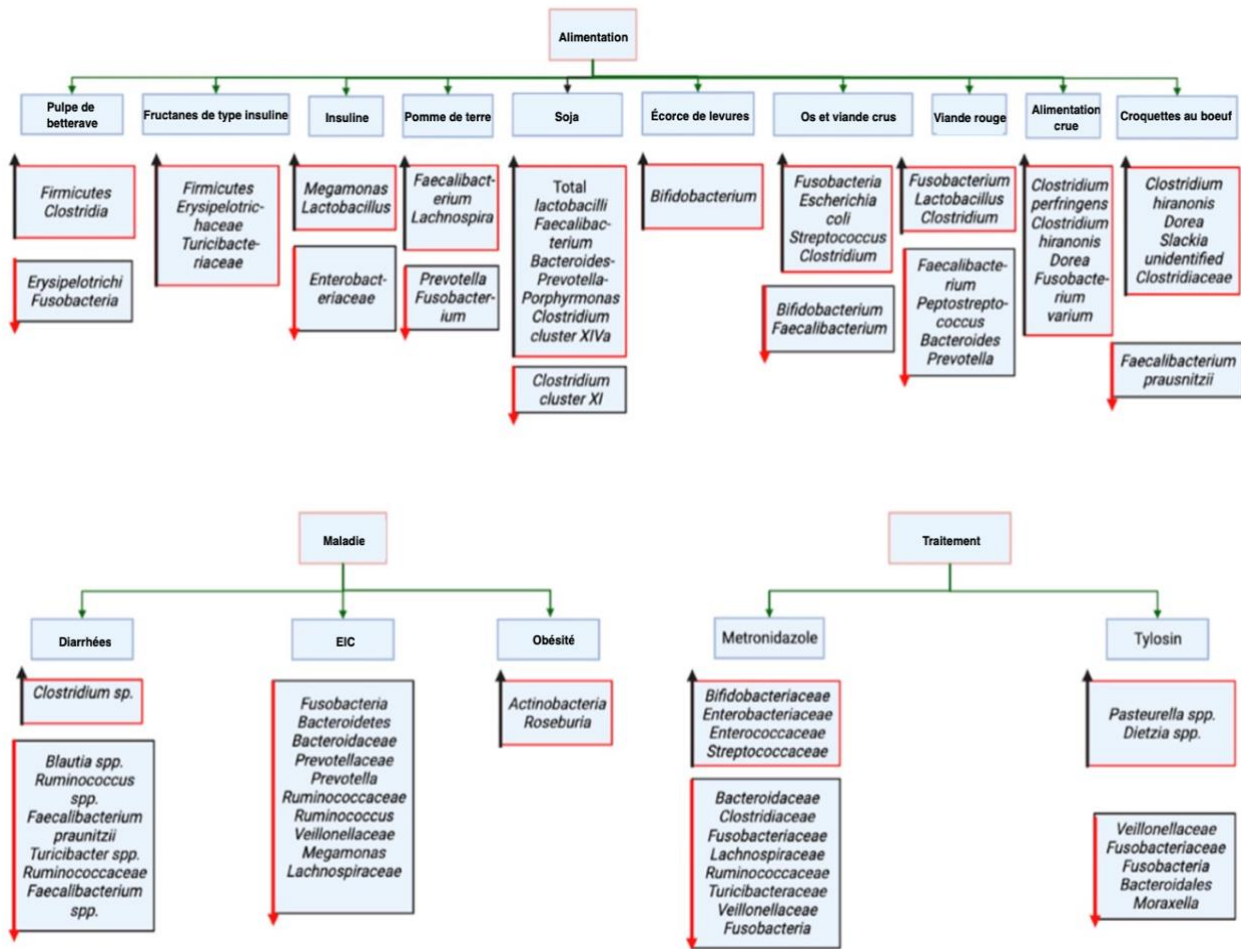 Alimentation
Pulpe de
betterave
Fructanes de type insuline
Insuline
Pomme de terre
Soja
Écorce de levures
Os et viande crus
Viande rouge
Alimentation
crue
Croquettes au boeuf
Firmicutes
Clostridia
Erysipelotrichi
Fusobacteria
Firmicutes
Erysipelotric-
haceae
Turicibacte-
riaceae
Megamonas
Lactobacillus
Enterobact-
eriaceae
Faecalibact-
erium
Lachnospira
Prevotella
Fusobacter-
ium
Total
lactobacilli
Faecalibac-
terium
Bacteroides-
Prevotella-
Porphyrmonas
Clostridium
cluster XIVa
Clostridium
cluster XI
Bifidobacterium
Fusobacteria
Escherichia
coli
Streptococcus
Clostridium
Bifidobacterium
Faecalibacterium
Fusobacterium
Lactobacillus
Clostridium
Faecalibacte-
rium
Peptostrepto-
coccus
Bacteroides
Prevotella
Clostridium
perfringens
Clostridium
hiranonis
Dorea
Fusobacte-
rium
varium
Clostridium
hiranonis
Dorea
Slackia
unidentified
Clostridiaceae
Faecalibacterium
prausnitzii
Maladie
Diarrhées
EIC
Obésité
Clostridium sp.
Blautia spp.
Ruminococcus
spp.
Faecalibacterium
praunitzii
Turicibacter spp.
Ruminococcaceae
Faecalibacterium
spp.
Fusobacteria
Bacteroidetes
Bacteroidaceae
Prevotellaceae
Prevotella
Ruminococcaceae
Ruminococcus
Veillonellaceae
Megamonas
Lachnospiraceae
Actinobacteria
Roseburia
Traitement
Metronidazole
Tylosin
Bifidobacteriaceae
Enterobacteriaceae
Enterococcaceae
Streptococcaceae
Bacteroidaceae
Clostridiaceae
Fusobacteriaceae
Lachnospiraceae
Ruminococcaceae
Turicibacteraceae
Veillonellaceae
Fusobacteria
Pasteurella spp.
Dietzia spp.
Veillonellaceae
Fusobacteriaceae
Fusobacteria
Bacteroidales
Moraxella